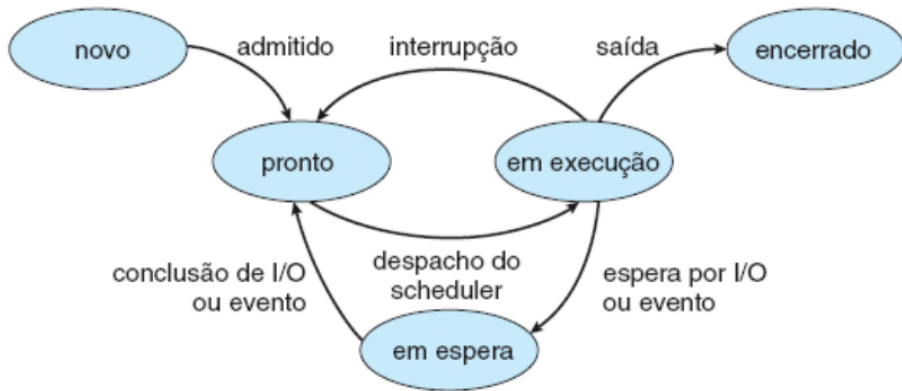 novo
admitido
interrupção
saída
encerrado
pronto
em execução
conclusão de I/O
ou evento
despacho do
scheduler
espera por I/O
ou evento
em espera